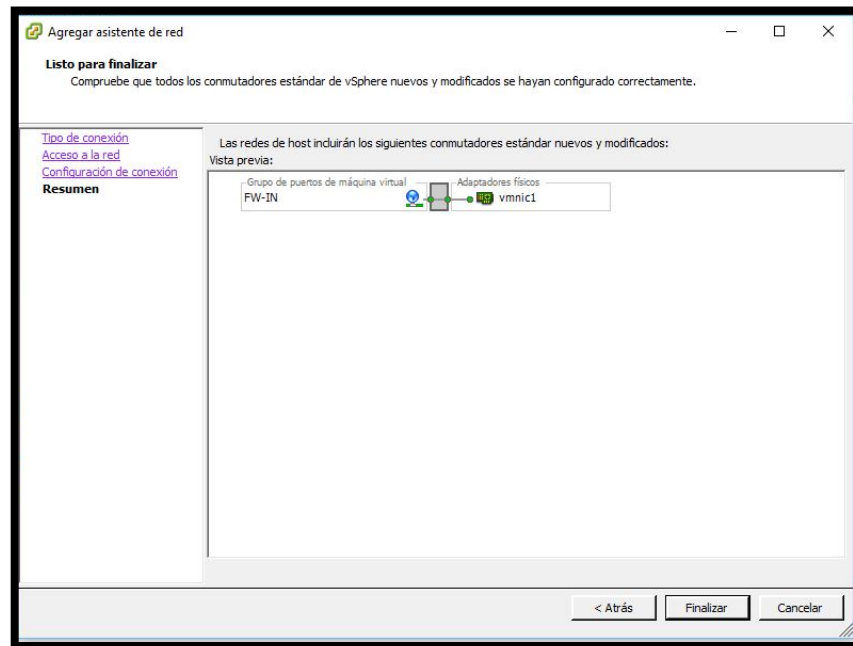 Agregar asistente de red
Listo para finalizar
Compruebe que todos los conmutadores estándar de vSphere nuevos y modificados se hayan configurado correctamente.
Tipo de conexión
Acceso a la red
Configuración de conexión
Resumen
Las redes de host incluirán los siguientes conmutadores estándar nuevos y modificados:
Vista previa:
Grupo de puertos de máquina virtual
FW-IN
Adaptadores físicos
vmnic1
< Atrás
Finalizar
Cancelar